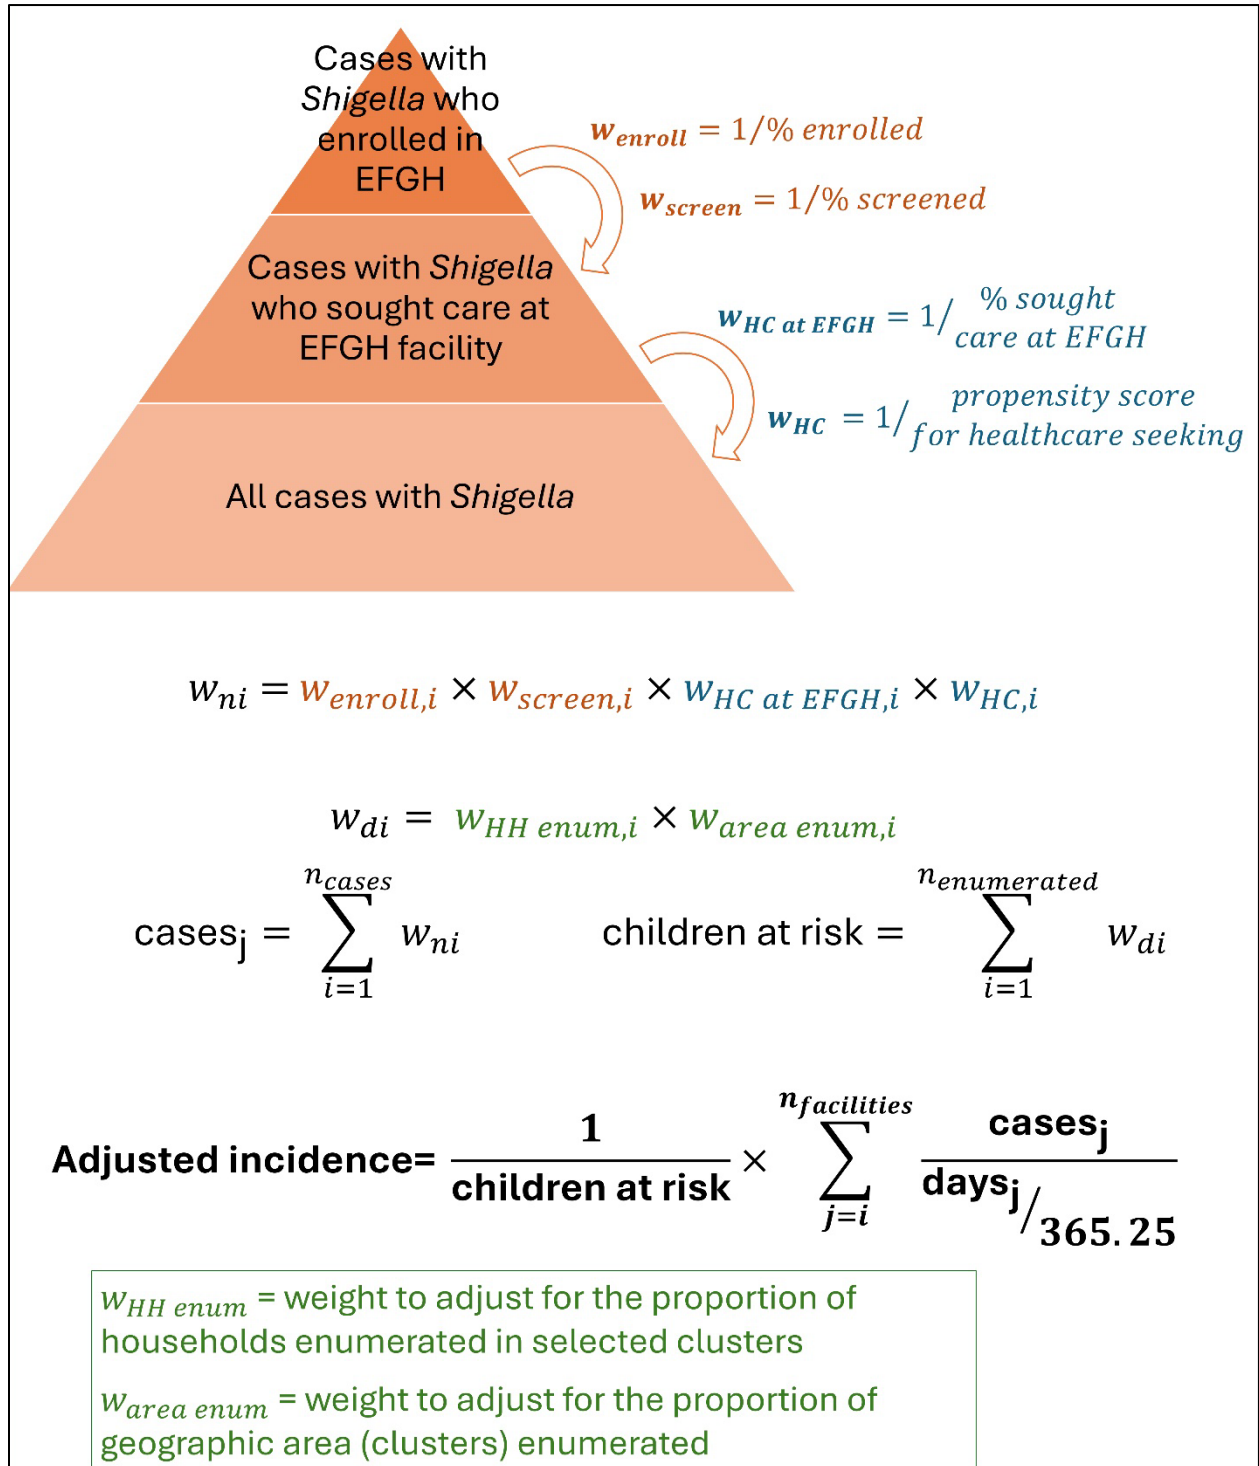 Cases with
Shigella who
enrolled in
EFGH
w_enroll = 1/% enrolled
w_screen = 1/% screened
Cases with Shigella
who sought care at
EFGH facility
w_HC at EFGH = 1/% sought
care at EFGH
w_HC = 1/propensity score
for healthcare seeking
All cases with Shigella
w_ni = w_enroll,i × w_screen,i × w_HC at EFGH,i × w_HC,i
w_di = w_HH enum,i × w_area enum,i
n_cases
cases_j = ∑ w_ni
i=1
n_enumerated
children at risk = ∑ w_di
i=1
n_facilities
Adjusted incidence= 1/children at risk × ∑ cases_j/days_j/365.25
j=i
w_HH enum = weight to adjust for the proportion of
households enumerated in selected clusters
w_area enum = weight to adjust for the proportion of
geographic area (clusters) enumerated